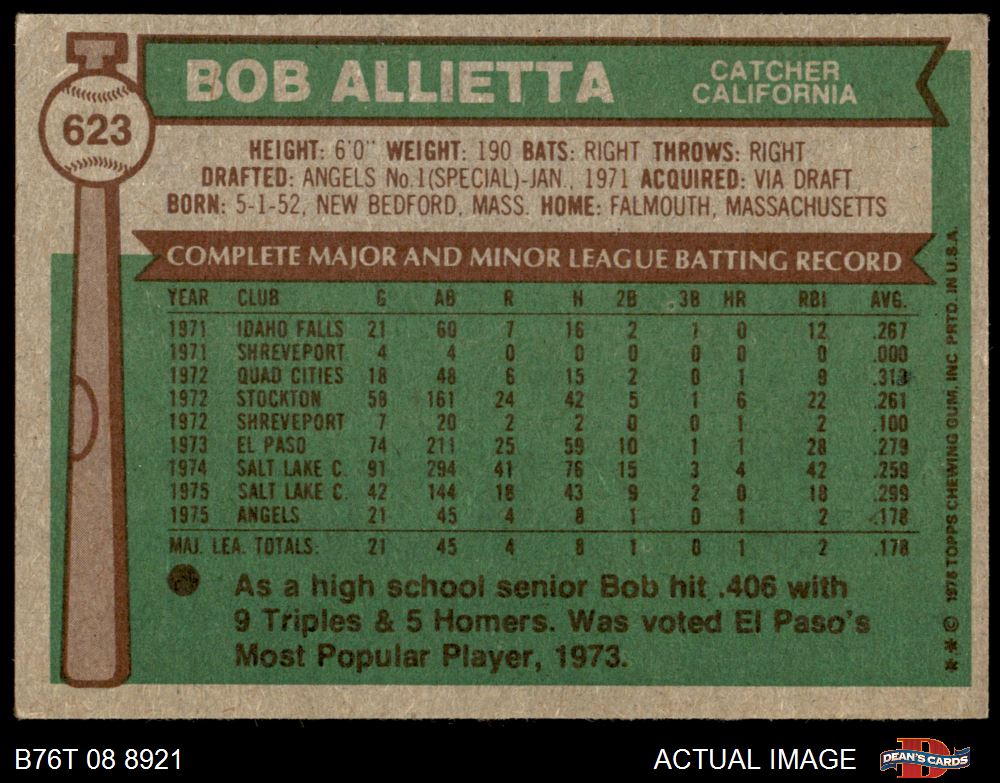 BOB ALLIETTA
CATCHER
CALIFORNIA
623
HEIGHT: 6'0" WEIGHT: 190 BATS: RIGHT THROWS: RIGHT
DRAFTED: ANGELS No.1(SPECIAL)-JAN., 1971 ACQUIRED: VIA DRAFT
BORN: 5-1-52, NEW BEDFORD, MASS. HOME: FALMOUTH, MASSACHUSETTS
COMPLETE MAJOR AND MINOR LEAGUE BATTING RECORD
YEAR CLUB G AB R H 2B 3B HR RBI AVG.
1971 IDAHO FALLS 21 60 7 16 2 1 0 12 .267
1971 SHREVEPORT 4 4 0 0 0 0 0 0 .000
1972 QUAD CITIES 18 48 6 15 2 0 1 9 .313
1972 STOCKTON 58 161 24 42 5 1 6 22 .261
1972 SHREVEPORT 7 20 2 2 0 0 1 2 .100
1973 EL PASO 74 211 25 59 10 1 1 28 .279
1974 SALT LAKE C. 91 294 41 76 15 3 4 42 .259
1975 SALT LAKE C. 42 144 18 43 9 2 0 18 .299
1975 ANGELS 21 45 4 8 1 0 1 2 .178
MAJ. LEA. TOTALS: 21 45 4 8 1 0 1 2 .178
As a high school senior Bob hit .406 with
9 Triples & 5 Homers. Was voted El Paso's
Most Popular Player, 1973.
**© 1976 TOPPS CHEWING GUM, INC. PRTD. IN U.S.A.
B76T 08 8921
ACTUAL IMAGE
DEAN'S CARDS